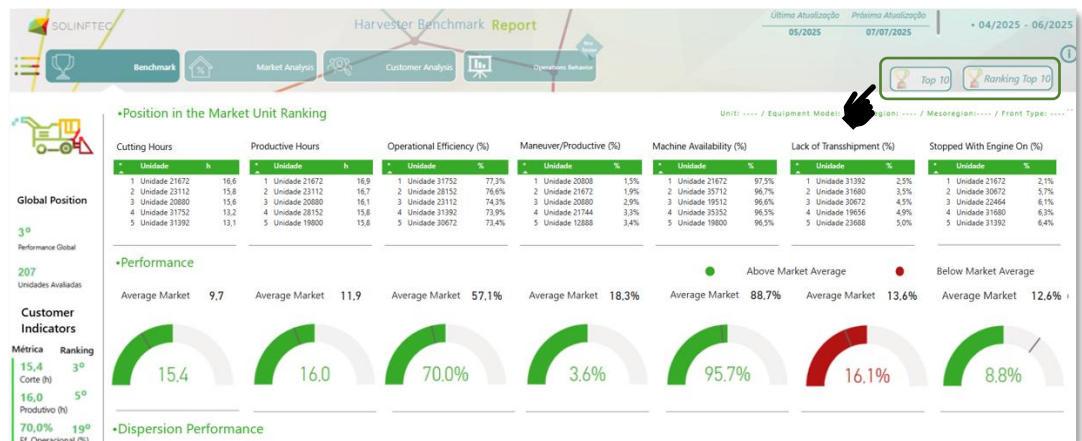 SOLINFTEC
Harvester Benchmark Report
Última Atualização Próxima Atualização
05/2025 07/07/2025
• 04/2025 - 06/2025
Benchmark
Market Analysis
Customer Analysis
Operations Behavior
Top 10
Ranking Top 10
•Position in the Market Unit Ranking
Unit: ---- / Equipment Model:
/ Mesoregion:---- / Front Type: ----
Cutting Hours
Unidade h
1 Unidade 21672 16,6
2 Unidade 23112 15,8
3 Unidade 20880 15,6
4 Unidade 31752 13,2
5 Unidade 31392 13,1
Productive Hours
Unidade h
1 Unidade 21672 16,9
2 Unidade 23112 16,7
3 Unidade 20880 16,1
4 Unidade 28152 15,8
5 Unidade 19800 15,8
Operational Efficiency (%)
Unidade %
1 Unidade 31752 77,3%
2 Unidade 28152 76,6%
3 Unidade 23112 74,3%
4 Unidade 31392 73,9%
5 Unidade 30672 73,4%
Maneuver/Productive (%)
Unidade %
1 Unidade 20808 1,5%
2 Unidade 21672 1,9%
3 Unidade 20880 2,9%
4 Unidade 21744 3,3%
5 Unidade 12888 3,4%
Machine Availability (%)
Unidade %
1 Unidade 21672 97,5%
2 Unidade 35712 96,7%
3 Unidade 19512 96,6%
4 Unidade 35352 96,5%
5 Unidade 19800 96,5%
Lack of Transshipment (%)
Unidade %
1 Unidade 31392 2,5%
2 Unidade 31680 3,5%
3 Unidade 30672 4,5%
4 Unidade 19656 4,9%
5 Unidade 23688 5,0%
Stopped With Engine On (%)
Unidade %
1 Unidade 21672 2,1%
2 Unidade 30672 5,7%
3 Unidade 22464 6,1%
4 Unidade 31680 6,3%
5 Unidade 31392 6,4%
Global Position
3º
Performance Global
207
Unidades Avaliadas
Customer
Indicators
Métrica Ranking
15,4 3º
Corte (h)
16,0 5º
Produtivo (h)
70,0% 19º
Ef. Operacional (%)
•Performance
Above Market Average
Below Market Average
Average Market 9,7
Average Market 11,9
Average Market 57,1%
Average Market 18,3%
Average Market 88,7%
Average Market 13,6%
Average Market 12,6%
15.4
16.0
70.0%
3.6%
95.7%
16.1%
8.8%
•Dispersion Performance